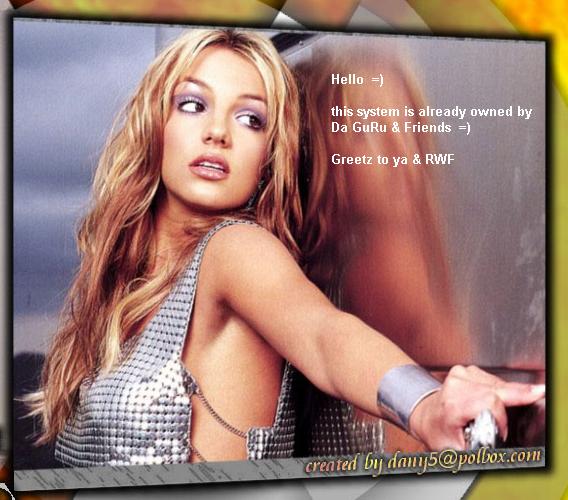 Hello =)
this system is already owned by
Da GuRu & Friends =)
Greetz to ya & RWF
created by dany5@polbox.com